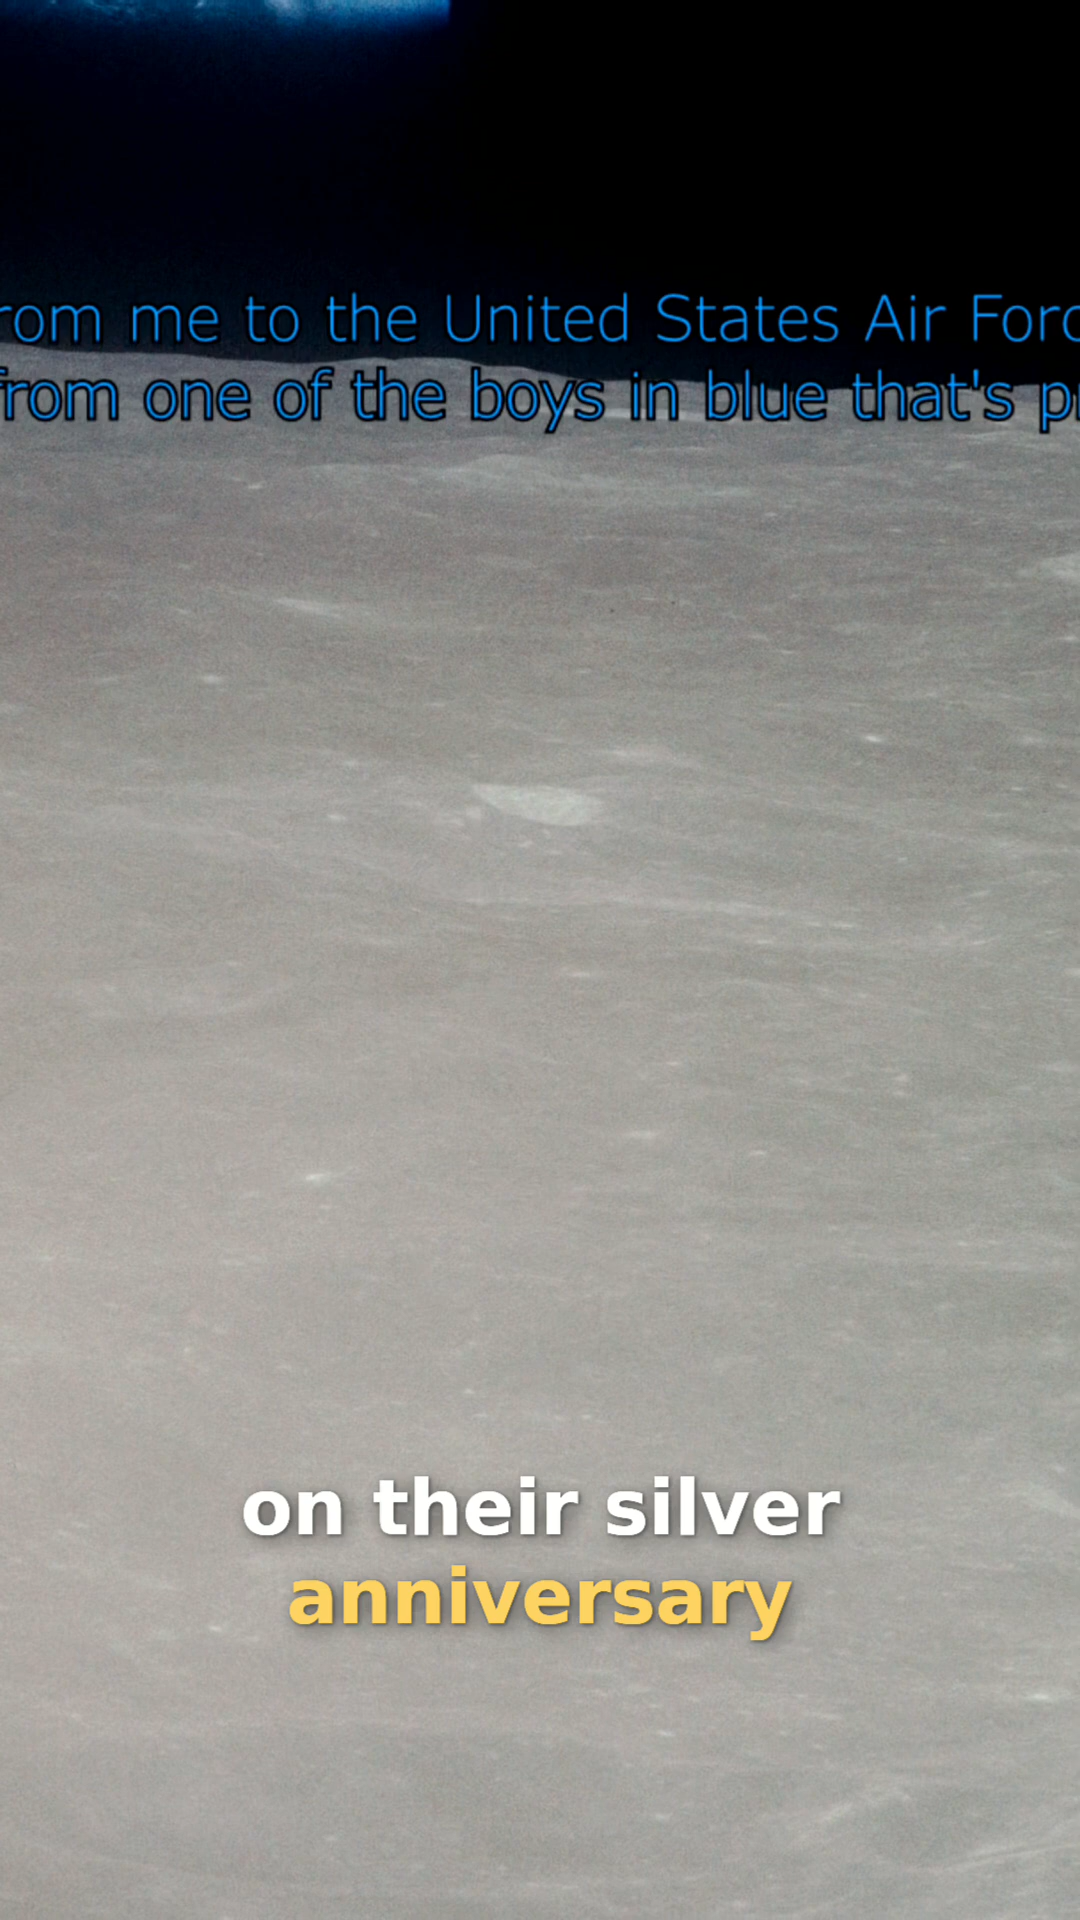 rom me to the United States Air Forc
from one of the boys in blue that's p
on their silver
anniversary